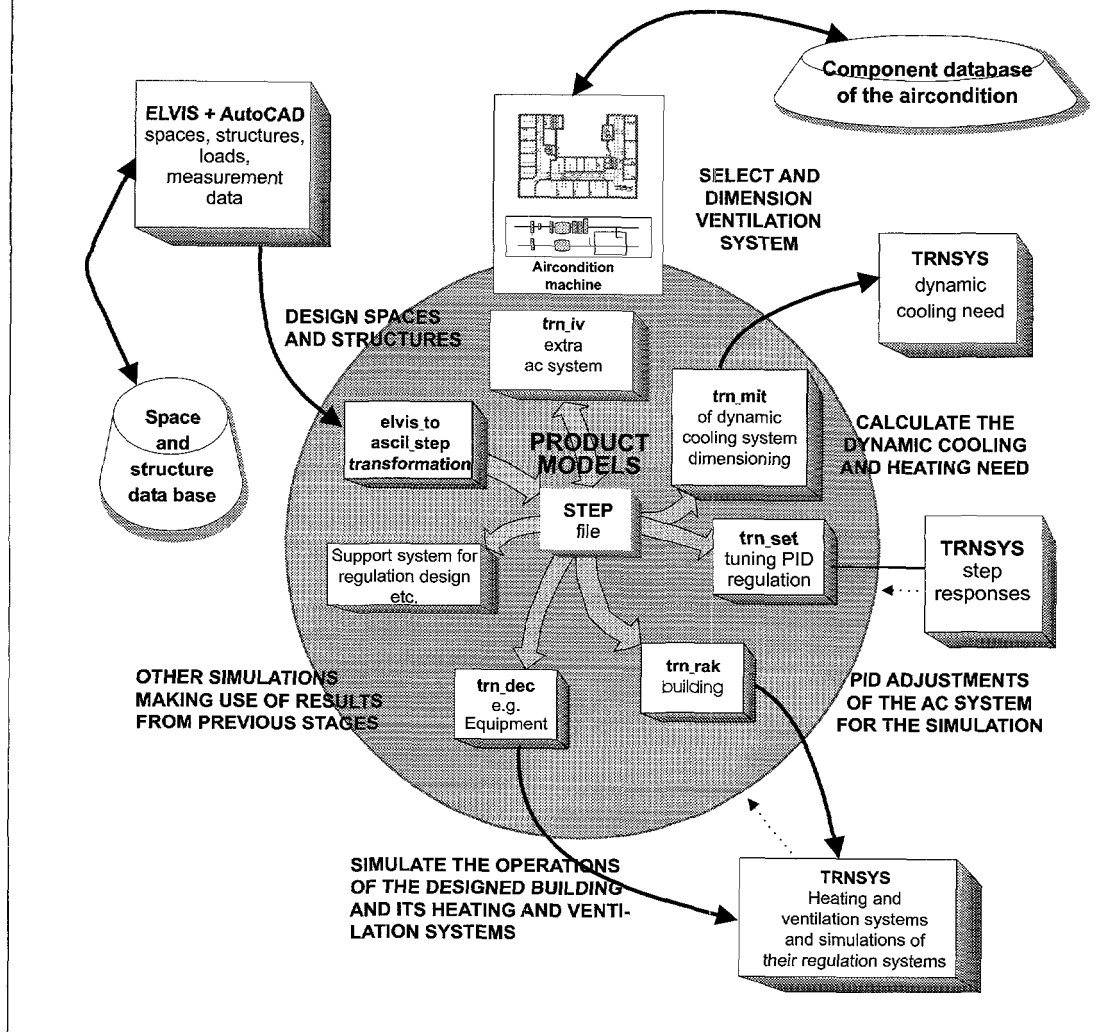 Component database
of the aircondition
ELVIS + AutoCAD
spaces, structures,
loads,
measurement
data
SELECT AND
DIMENSION
VENTILATION
SYSTEM
Aircondition
machine
TRNSYS
dynamic
cooling need
DESIGN SPACES
AND STRUCTURES
trn_iv
extra
ac system
trn_mit
of dynamic
cooling system
dimensioning
Space
and
structure
data base
elvis_to
ascil_step
transformation
PRODUCT
MODELS
CALCULATE THE
DYNAMIC COOLING
AND HEATING NEED
STEP
file
trn_set
tuning PID
regulation
TRNSYS
step
responses
Support system for
regulation design
etc.
OTHER SIMULATIONS
MAKING USE OF RESULTS
FROM PREVIOUS STAGES
trn_dec
e.g.
Equipment
trn_rak
building
PID ADJUSTMENTS
OF THE AC SYSTEM
FOR THE SIMULATION
SIMULATE THE OPERATIONS
OF THE DESIGNED BUILDING
AND ITS HEATING AND VENTI-
LATION SYSTEMS
TRNSYS
Heating and
ventilation systems
and simulations of
their regulation systems